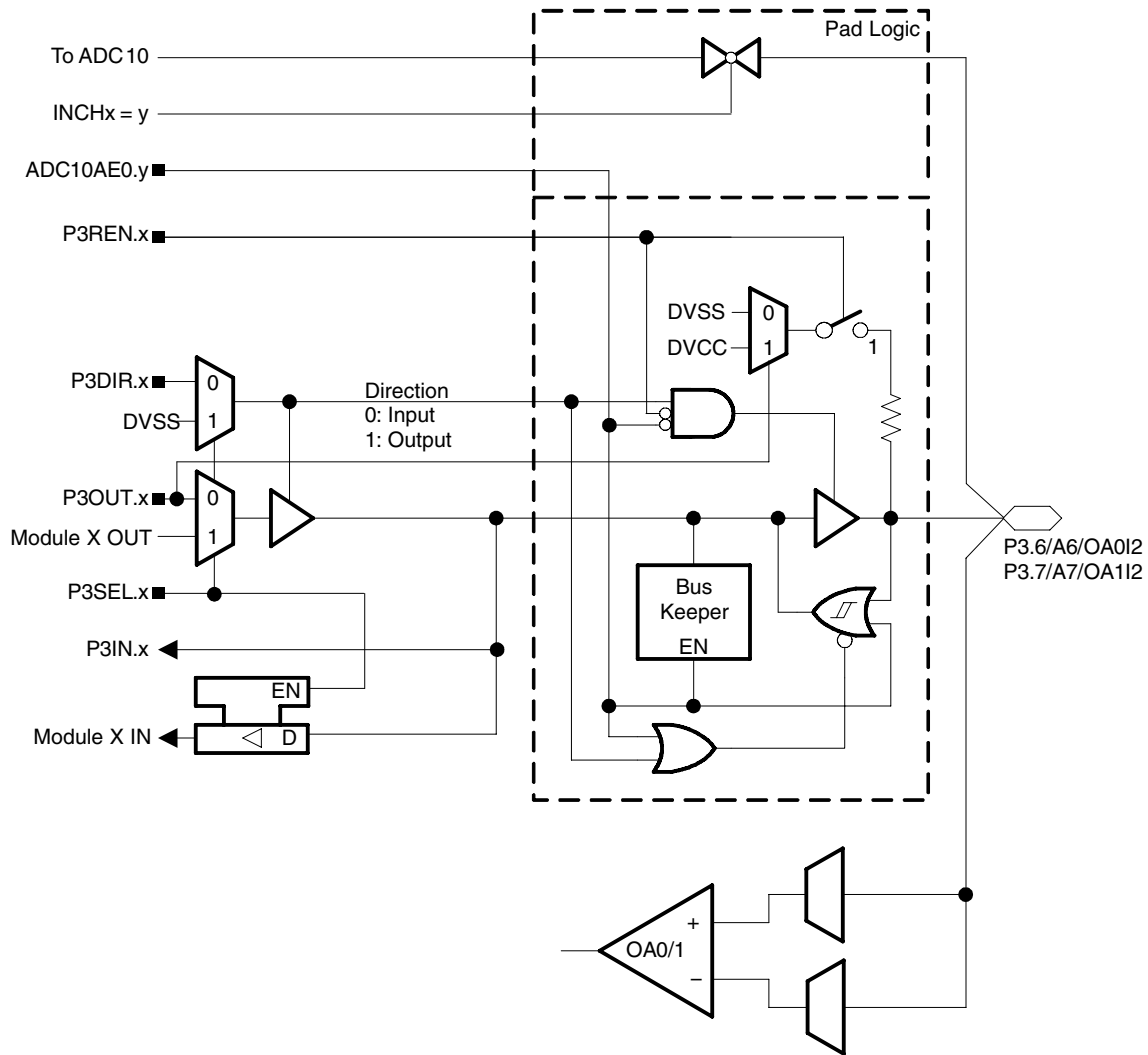 Pad Logic
To ADC10
INCHx = y
ADC10AE0.y
P3REN.x
DVSS
0
DVCC
1
1
P3DIR.x
0
DVSS
1
Direction
0: Input
1: Output
P3OUT.x
0
Module X OUT
1
P3SEL.x
P3IN.x
EN
Module X IN
D
Bus
Keeper
EN
P3.6/A6/OA0I2
P3.7/A7/OA1I2
+
OA0/1
−